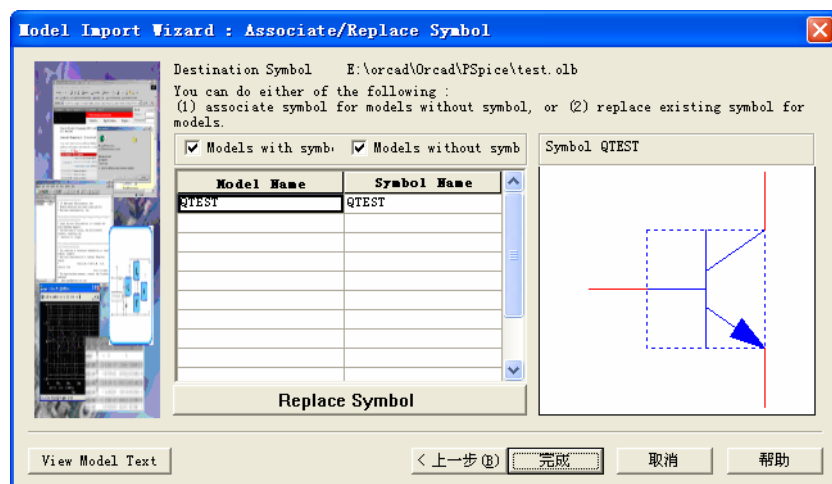 Model Import Wizard : Associate/Replace Symbol
Destination Symbol E:\orcad\Orcad\PSpice\test.olb
You can do either of the following :
(1) associate symbol for models without symbol, or (2) replace existing symbol for
models.
Models with symb Models without symb
Symbol QTEST
Model Name Symbol Name
QTEST QTEST
Replace Symbol
View Model Text < 上一步(B) 完成 取消 帮助